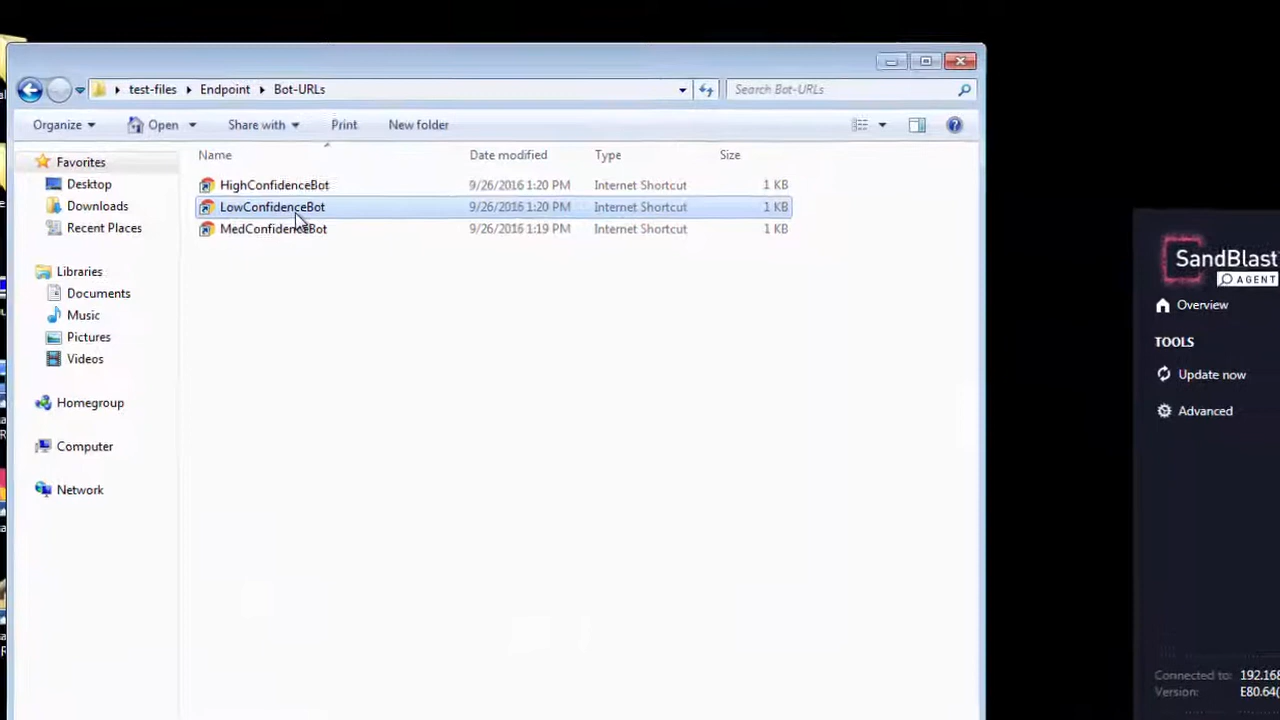 test-files Endpoint Bot-URLs Search Bot-URLs
Organize Open Share with Print New folder
Name Date modified Type Size
HighConfidenceBot 9/26/2016 1:20 PM Internet Shortcut 1 KB
LowConfidenceBot 9/26/2016 1:20 PM Internet Shortcut 1 KB
MedConfidenceBot 9/26/2016 1:19 PM Internet Shortcut 1 KB
Favorites
Desktop
Downloads
Recent Places
Libraries
Documents
Music
Pictures
Videos
Homegroup
Computer
Network
SandBlast
AGENT
Overview
TOOLS
Update now
Advanced
Connected to: 192.168
Version: E80.64(